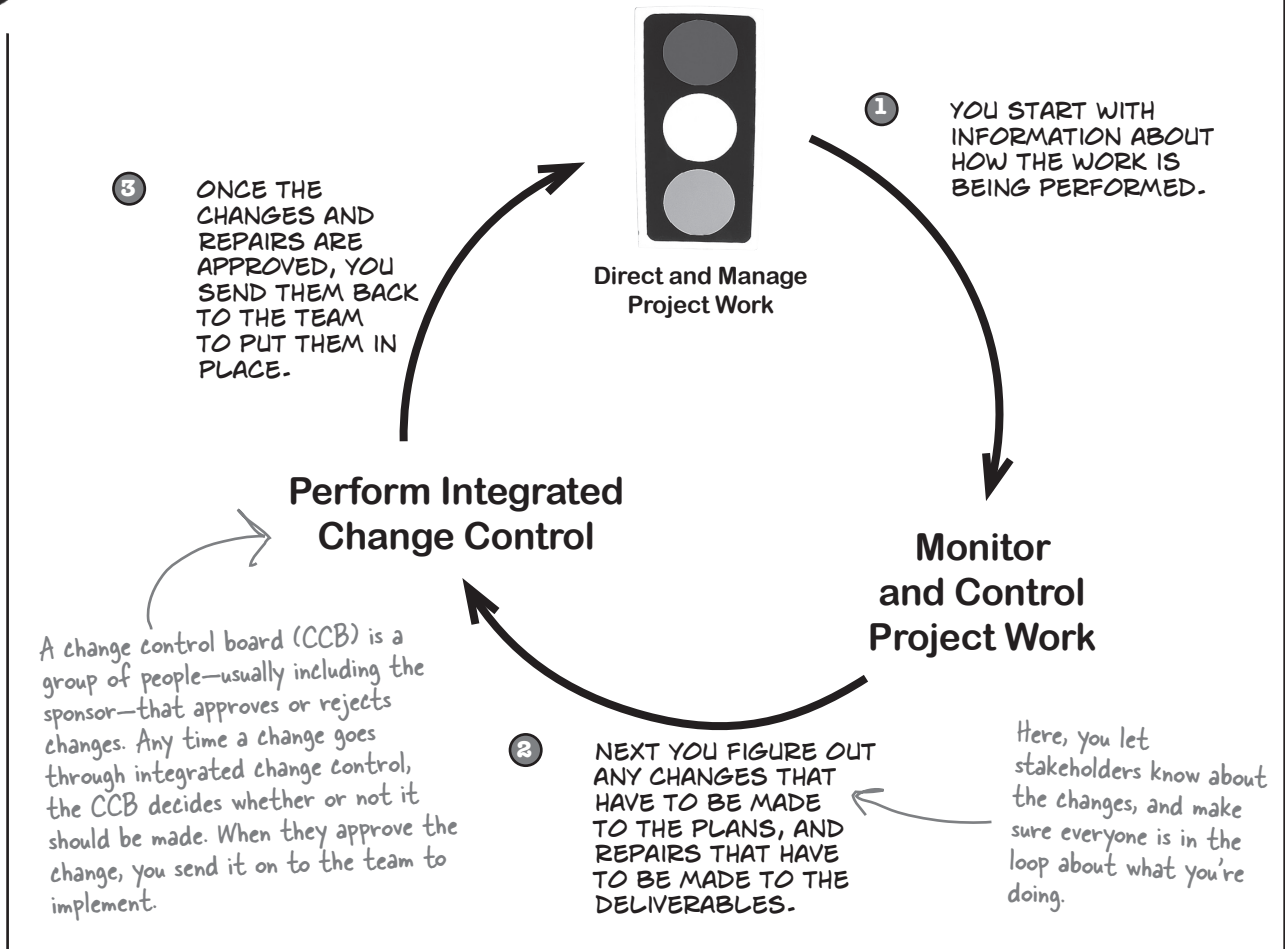 1
YOU START WITH
INFORMATION ABOUT
HOW THE WORK IS
BEING PERFORMED.
3
ONCE THE
CHANGES AND
REPAIRS ARE
APPROVED, YOU
SEND THEM BACK
TO THE TEAM
TO PUT THEM IN
PLACE.
Direct and Manage
Project Work
Perform Integrated
Change Control
Monitor
and Control
Project Work
A change control board (CCB) is a
group of people—usually including the
sponsor—that approves or rejects
changes. Any time a change goes
through integrated change control,
the CCB decides whether or not it
should be made. When they approve the
change, you send it on to the team to
implement.
2
NEXT YOU FIGURE OUT
ANY CHANGES THAT
HAVE TO BE MADE
TO THE PLANS, AND
REPAIRS THAT HAVE
TO BE MADE TO THE
DELIVERABLES.
Here, you let
stakeholders know about
the changes, and make
sure everyone is in the
loop about what you're
doing.